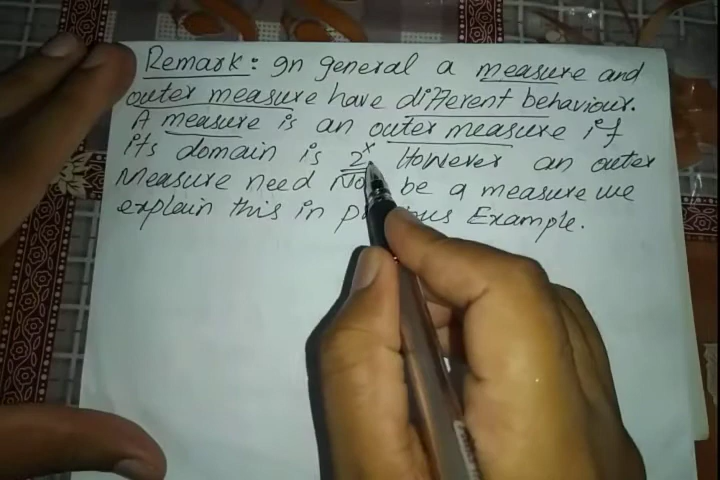 Remark: In general a measure and
outer measure have different behaviour.
A measure is an outer measure if
its domain is 2^x However an outer
Measure need be a measure we
explain this in Example.